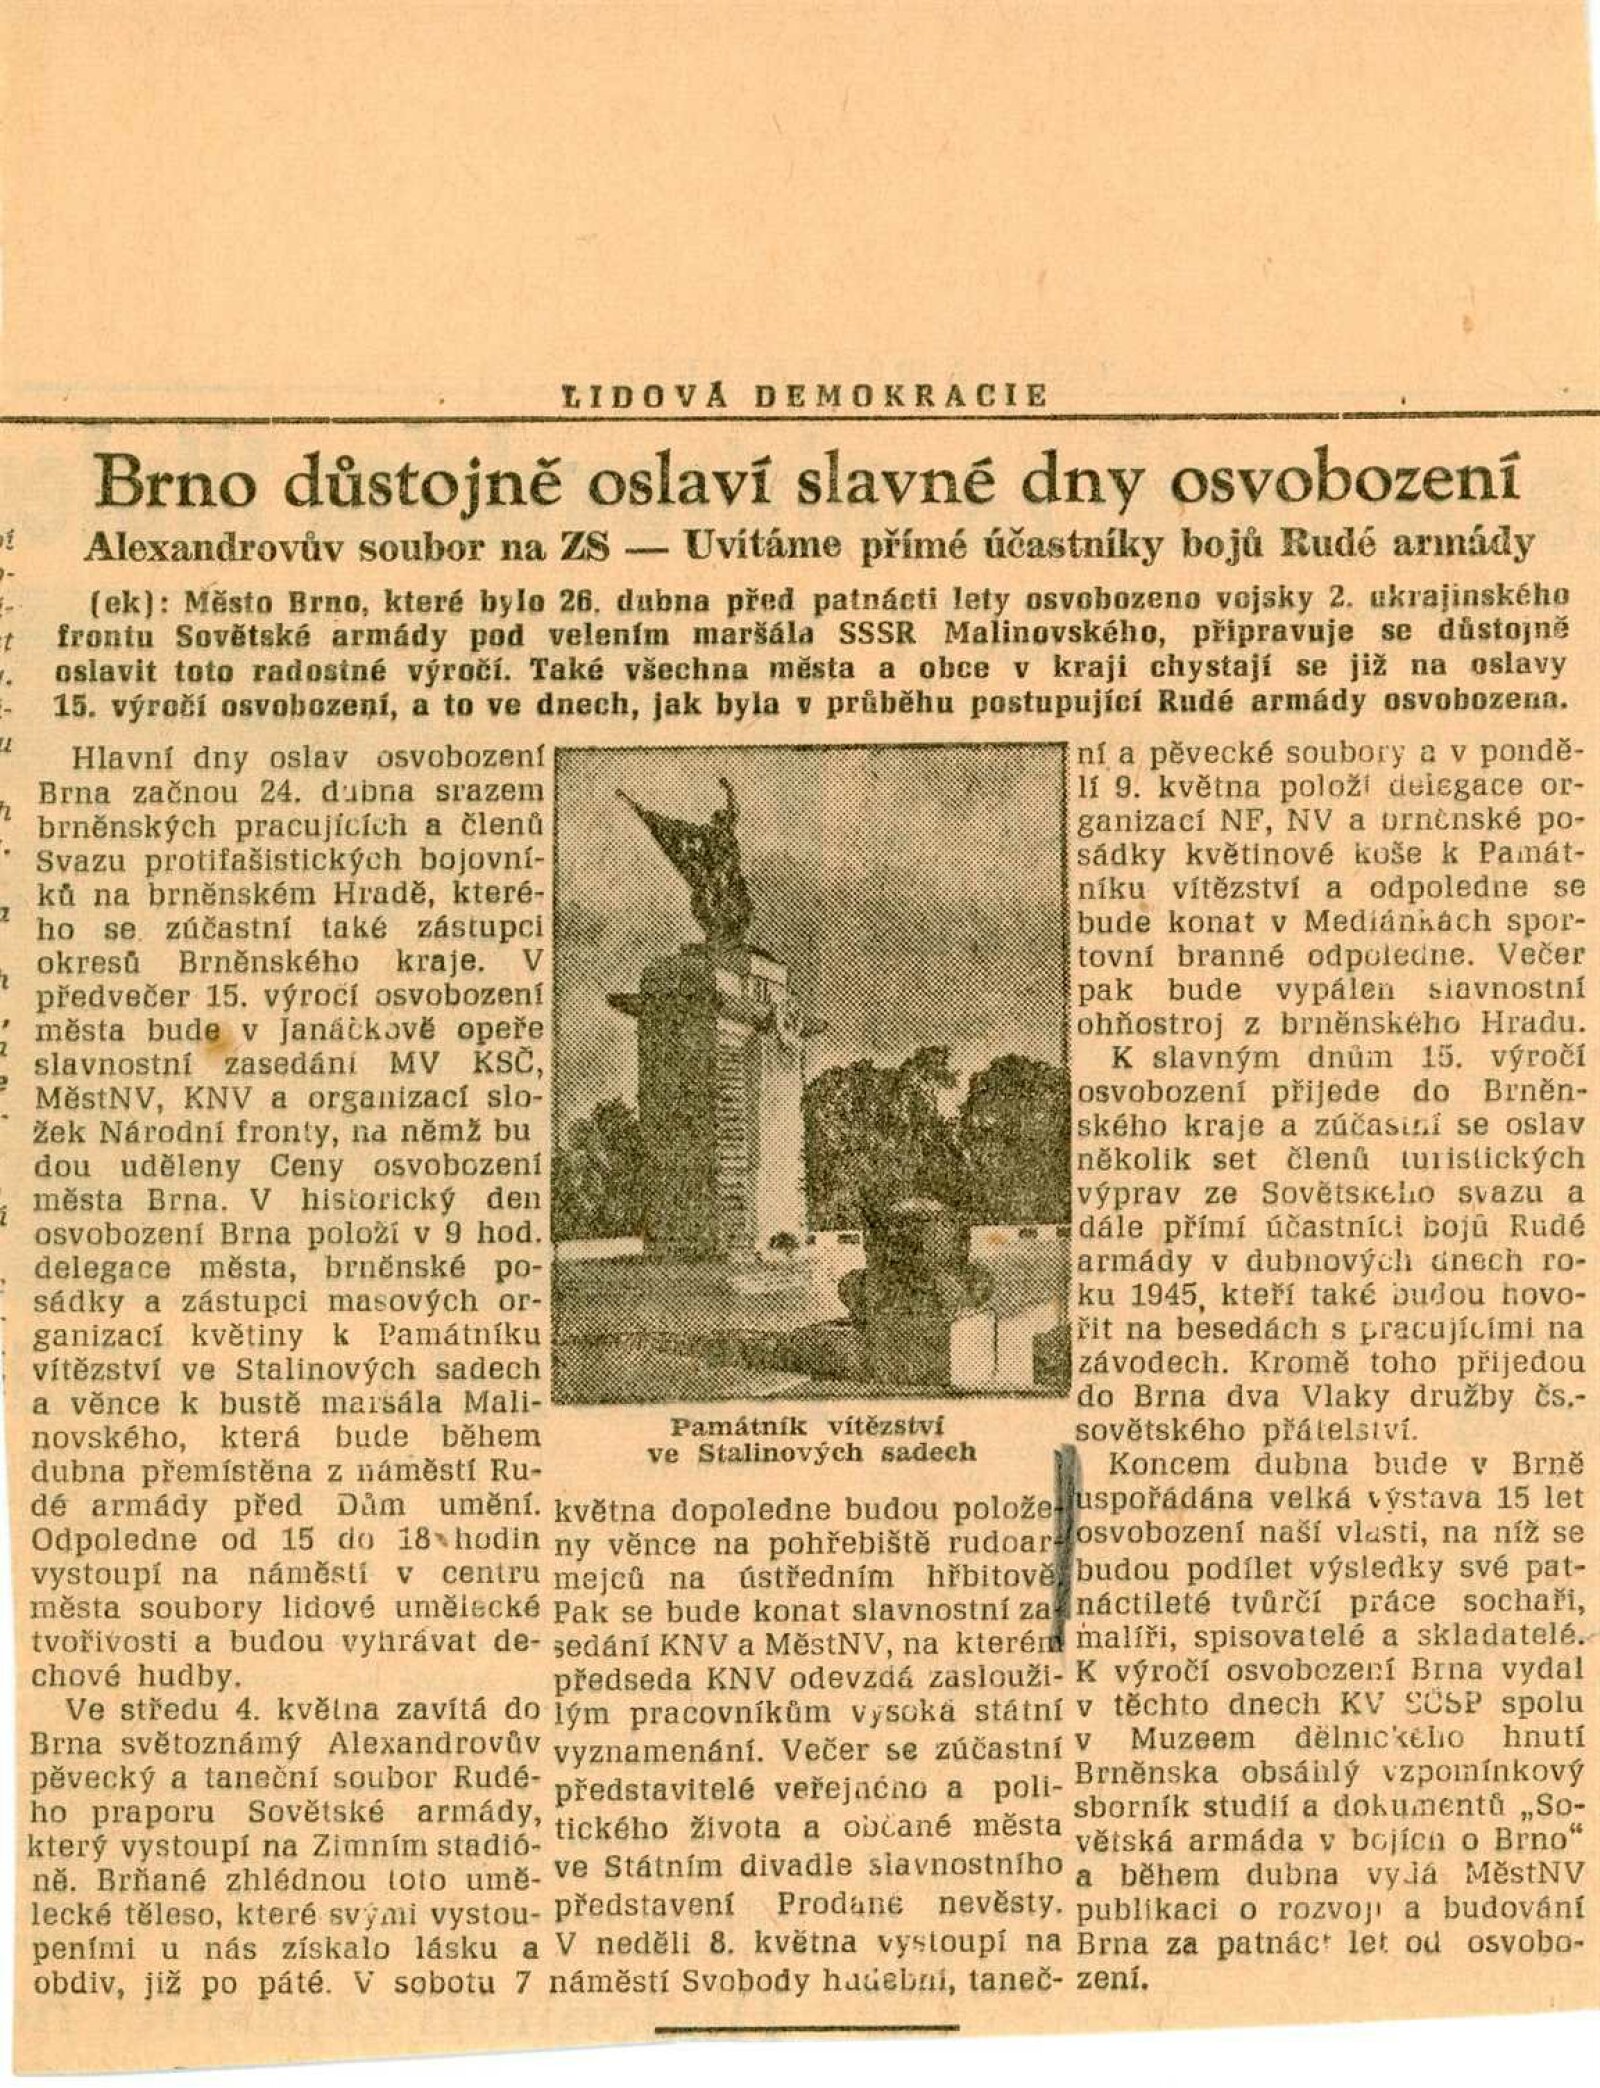 LIDOVÁ DEMOKRACIE
Brno důstojně oslaví slavné dny osvobození
Alexandrovův soubor na ZS — Uvítáme přímé účastníky bojů Rudé armády
(ek): Město Brno, které bylo 26. dubna před patnácti lety osvobozeno vojsky 2. ukrajinského
frontu Sovětské armády pod velením maršála SSSR Malinovského, připravuje se důstojně
oslavit toto radostné výročí. Také všechna města a obce v kraji chystají se již na oslavy
15. výročí osvobození, a to ve dnech, jak byla v průběhu postupující Rudé armády osvobozena.
Hlavní dny oslav osvobození
Brna začnou 24. dubna srazem
brněnských pracujících a členů
Svazu protifašistických bojovní-
ků na brněnském Hradě, které-
ho se zúčastní také zástupci
okresů Brněnského kraje. V
předvečer 15. výročí osvobození
města bude v Janáčkově opeře
slavnostní zasedání MV KSČ,
MěstNV, KNV a organizací slo-
žek Národní fronty, na němž bu
dou uděleny Ceny osvobození
města Brna. V historický den
osvobození Brna položí v 9 hod.
delegace města, brněnské po-
sádky a zástupci masových or-
ganizací květiny k Památníku
vítězství ve Stalinových sadech
a věnce k bustě maršála Mali-
novského, která bude během
dubna přemístěna z náměstí Ru-
dé armády před Dům umění.
Odpoledne od 15 do 18 hodin
vystoupí na náměstí v centru
města soubory lidové umělecké
tvořivosti a budou vyhrávat de-
chové hudby.
Ve středu 4. května zavítá do
Brna světoznámý Alexandrovův
pěvecký a taneční soubor Rudé-
ho praporu Sovětské armády,
který vystoupí na Zimním stadió-
ně. Brňané zhlédnou toto umě-
lecké těleso, které svými vystou-
peními u nás získalo lásku a
obdiv, již po páté. V sobotu 7
Památník vítězství
ve Stalinových sadech
května dopoledne budou polože-
ny věnce na pohřebiště rudoar-
mejců na ústředním hřbitově.
Pak se bude konat slavnostní za-
sedání KNV a MěstNV, na kterém
předseda KNV odevzdá zaslouži-
lým pracovníkům vysoká státní
vyznamenání. Večer se zúčastní
představitelé veřejného a poli-
tického života a občané města
ve Státním divadle slavnostního
představení Prodané nevěsty.
V neděli 8. května vystoupí na
náměstí Svobody hudební, taneč-
ní a pěvecké soubory a v pondě-
lí 9. května položí delegace or-
ganizací NF, NV a brněnské po-
sádky květinové koše k Památ-
níku vítězství a odpoledne se
bude konat v Medlánkách spor-
tovní branné odpoledne. Večer
pak bude vypálen slavnostní
ohňostroj z brněnského Hradu.
K slavným dnům 15. výročí
osvobození přijede do Brněn-
ského kraje a zúčastní se oslav
několik set členů turistických
výprav ze Sovětského svazu a
dále přímí účastníci bojů Rudé
armády v dubnových dnech ro-
ku 1945, kteří také budou hovo-
řit na besedách s pracujícími na
závodech. Kromě toho přijedou
do Brna dva Vlaky družby čs.-
sovětského přátelství.
Koncem dubna bude v Brně
uspořádána velká výstava 15 let
osvobození naší vlasti, na níž se
budou podílet výsledky své pat-
náctileté tvůrčí práce sochaři,
malíři, spisovatelé a skladatelé.
K výročí osvobození Brna vydal
v těchto dnech KV SČSP spolu
v Muzeem dělnického hnutí
Brněnska obsáhlý vzpomínkový
sborník studií a dokumentů „So-
větská armáda v bojích o Brno“
a během dubna vydá MěstNV
publikaci o rozvoji a budování
Brna za patnáct let od osvobo-
zení.